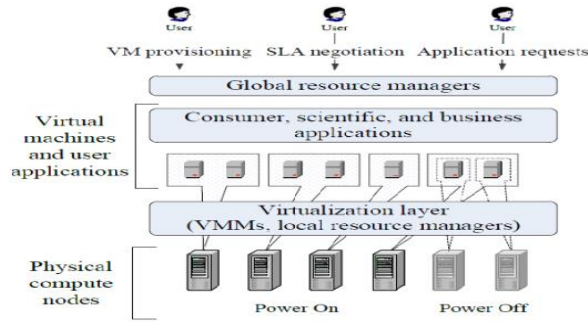 User User User
VM provisioning SLA negotiation Application requests
Global resource managers
Consumer, scientific, and business
applications
Virtual
machines
and user
applications
Virtualization layer
(VMMs, local resource managers)
Physical
compute
nodes
Power On Power Off